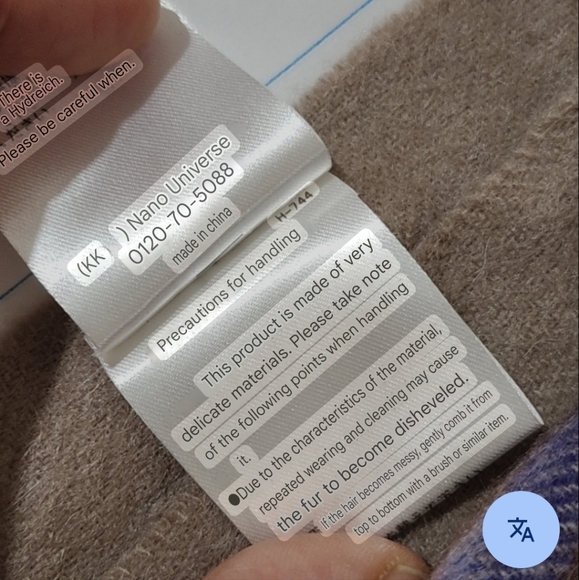 There is
a Hydreich.
Please be careful when.
(KK ) Nano Universe
0120-70-5088
made in china
H-744
Precautions for handling
This product is made of very
delicate materials. Please take note
of the following points when handling
it.
●Due to the characteristics of the material,
repeated wearing and cleaning may cause
the fur to become disheveled.
If the hair becomes messy, gently comb it from
top to bottom with a brush or similar item.